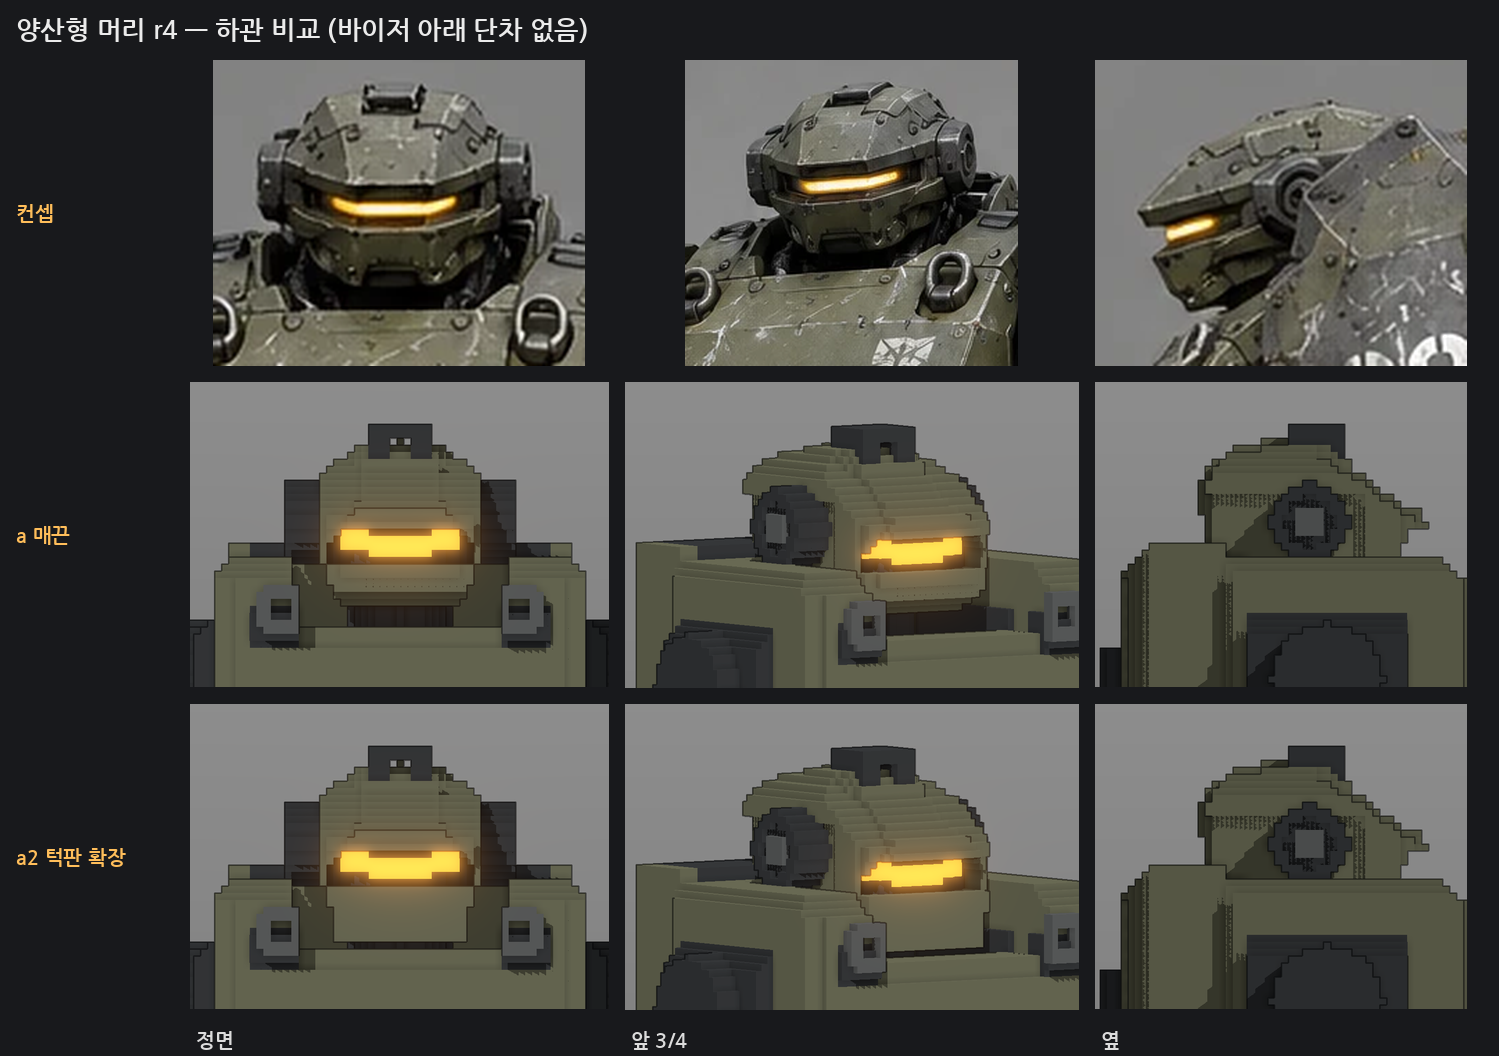 양산형 머리 r4 — 하관 비교 (바이저 아래 단차 없음)
컨셉
a 매끈
a2 턱판 확장
정면
앞 3/4
옆